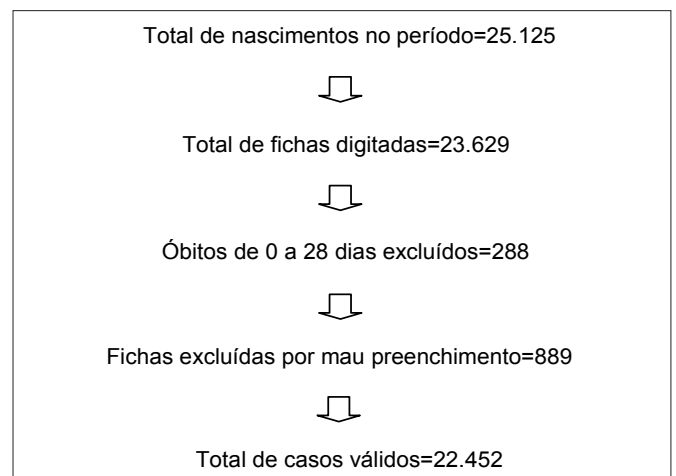 Total de nascimentos no período=25.125
Total de fichas digitadas=23.629
Óbitos de 0 a 28 dias excluídos=288
Fichas excluídas por mau preenchimento=889
Total de casos válidos=22.452